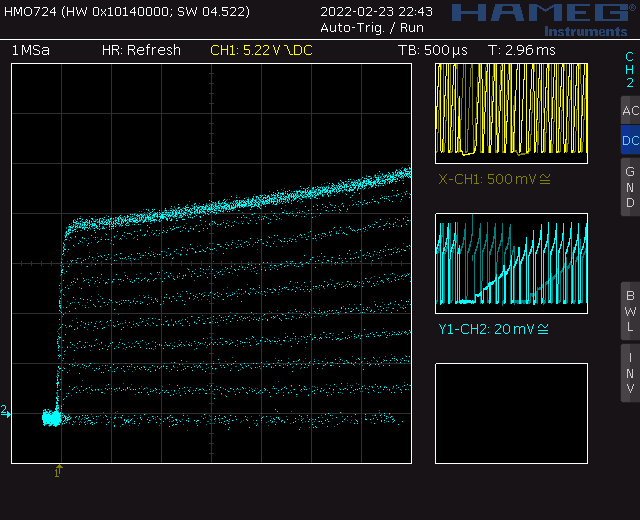 HMO724 (HW 0x10140000; SW 04.522)
2022-02-23 22:43
HAMEG®
Instruments
Auto-Trig. / Run
1MSa
HR: Refresh
CH1: 5.22 V DC
TB: 500 µs
T: 2.96 ms
CH2
AC
DC
GND
X-CH1: 500 mV ≅
Y1-CH2: 20 mV ≅
BWL
INV
2
1